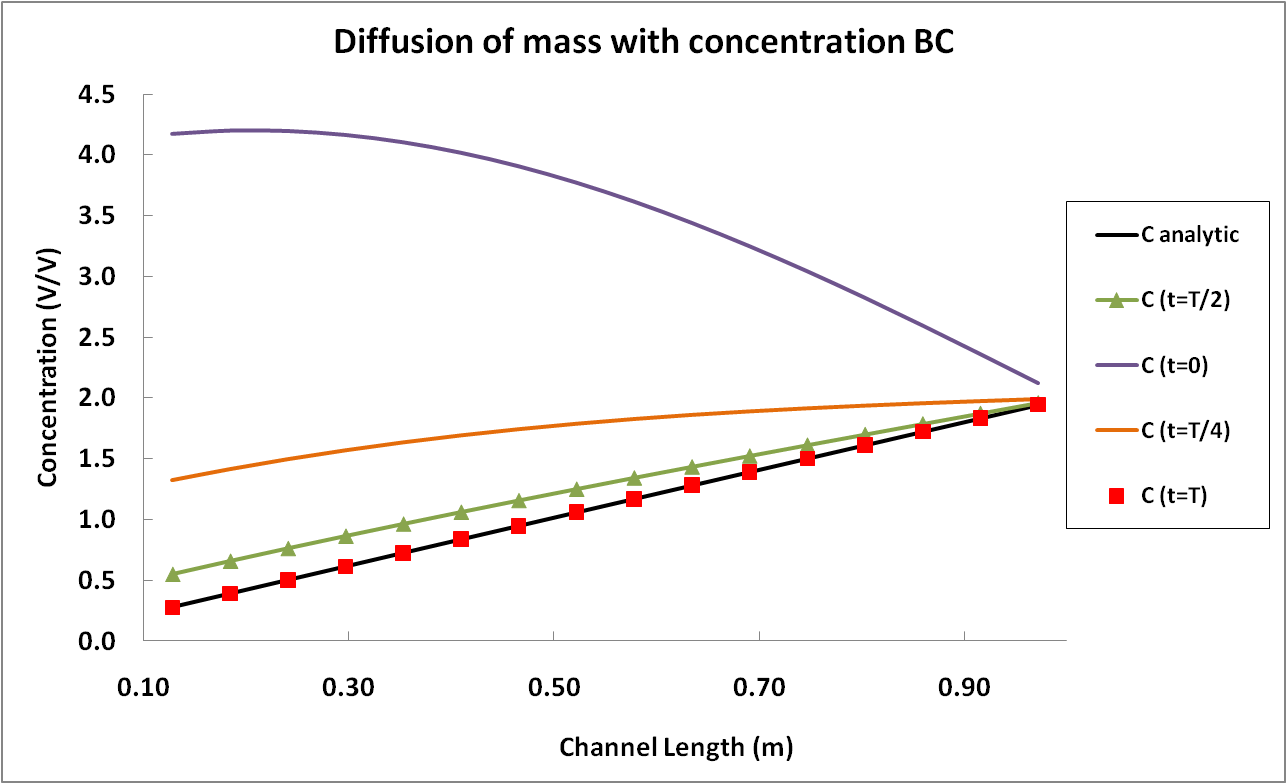 Diffusion of mass with concentration BC
Concentration (V/V)
4.5
4.0
3.5
3.0
2.5
2.0
1.5
1.0
0.5
0.0
0.10 0.30 0.50 0.70 0.90
Channel Length (m)
C analytic
C (t=T/2)
C (t=0)
C (t=T/4)
C (t=T)